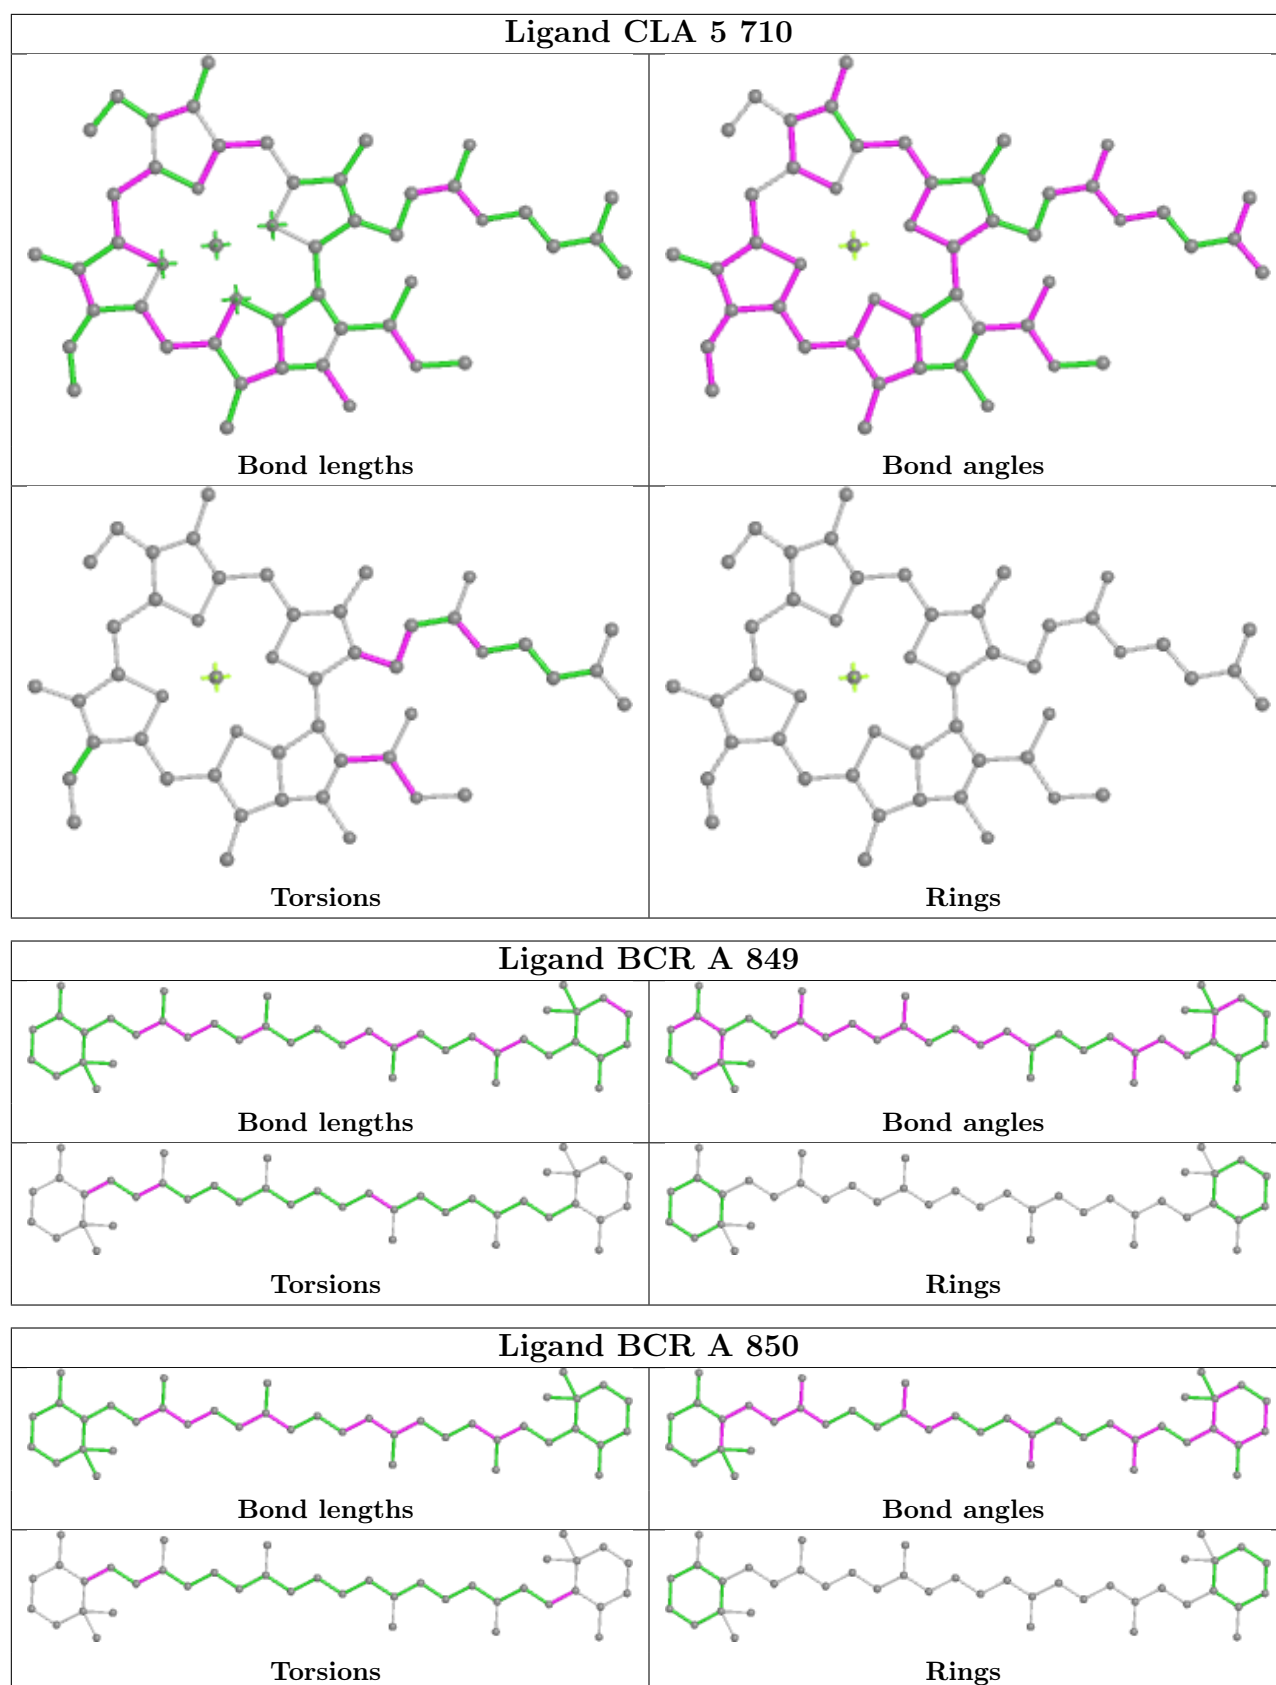 Ligand CLA 5 710
Bond lengths
Bond angles
Torsions
Rings
Ligand BCR A 849
Bond lengths
Bond angles
Torsions
Rings
Ligand BCR A 850
Bond lengths
Bond angles
Torsions
Rings